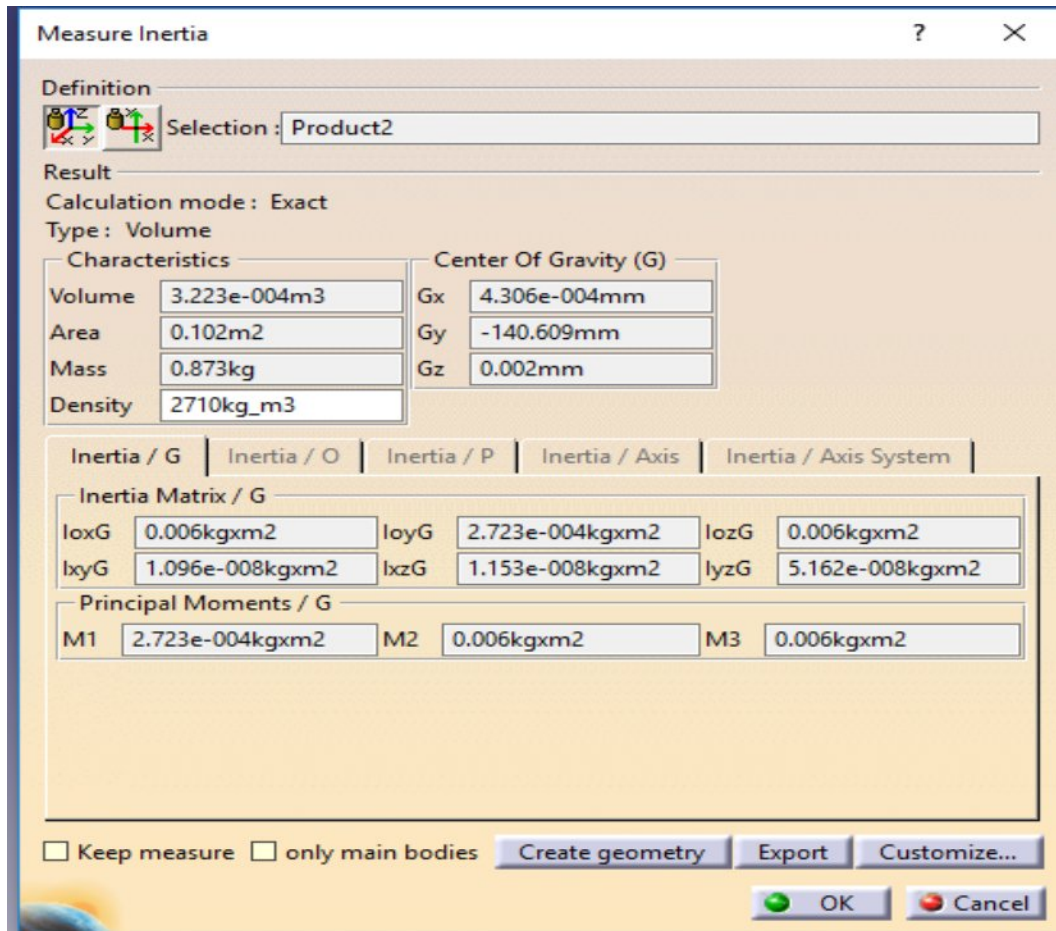 Measure Inertia ? ×
Definition
Selection : Product2
Result
Calculation mode : Exact
Type : Volume
Characteristics
Volume 3.223e-004m3
Area 0.102m2
Mass 0.873kg
Density 2710kg_m3
Center Of Gravity (G)
Gx 4.306e-004mm
Gy -140.609mm
Gz 0.002mm
Inertia / G Inertia / O Inertia / P Inertia / Axis Inertia / Axis System
Inertia Matrix / G
IoxG 0.006kgxm2 IoyG 2.723e-004kgxm2 IozG 0.006kgxm2
IxyG 1.096e-008kgxm2 IxzG 1.153e-008kgxm2 IyzG 5.162e-008kgxm2
Principal Moments / G
M1 2.723e-004kgxm2 M2 0.006kgxm2 M3 0.006kgxm2
Keep measure only main bodies Create geometry Export Customize...
OK Cancel